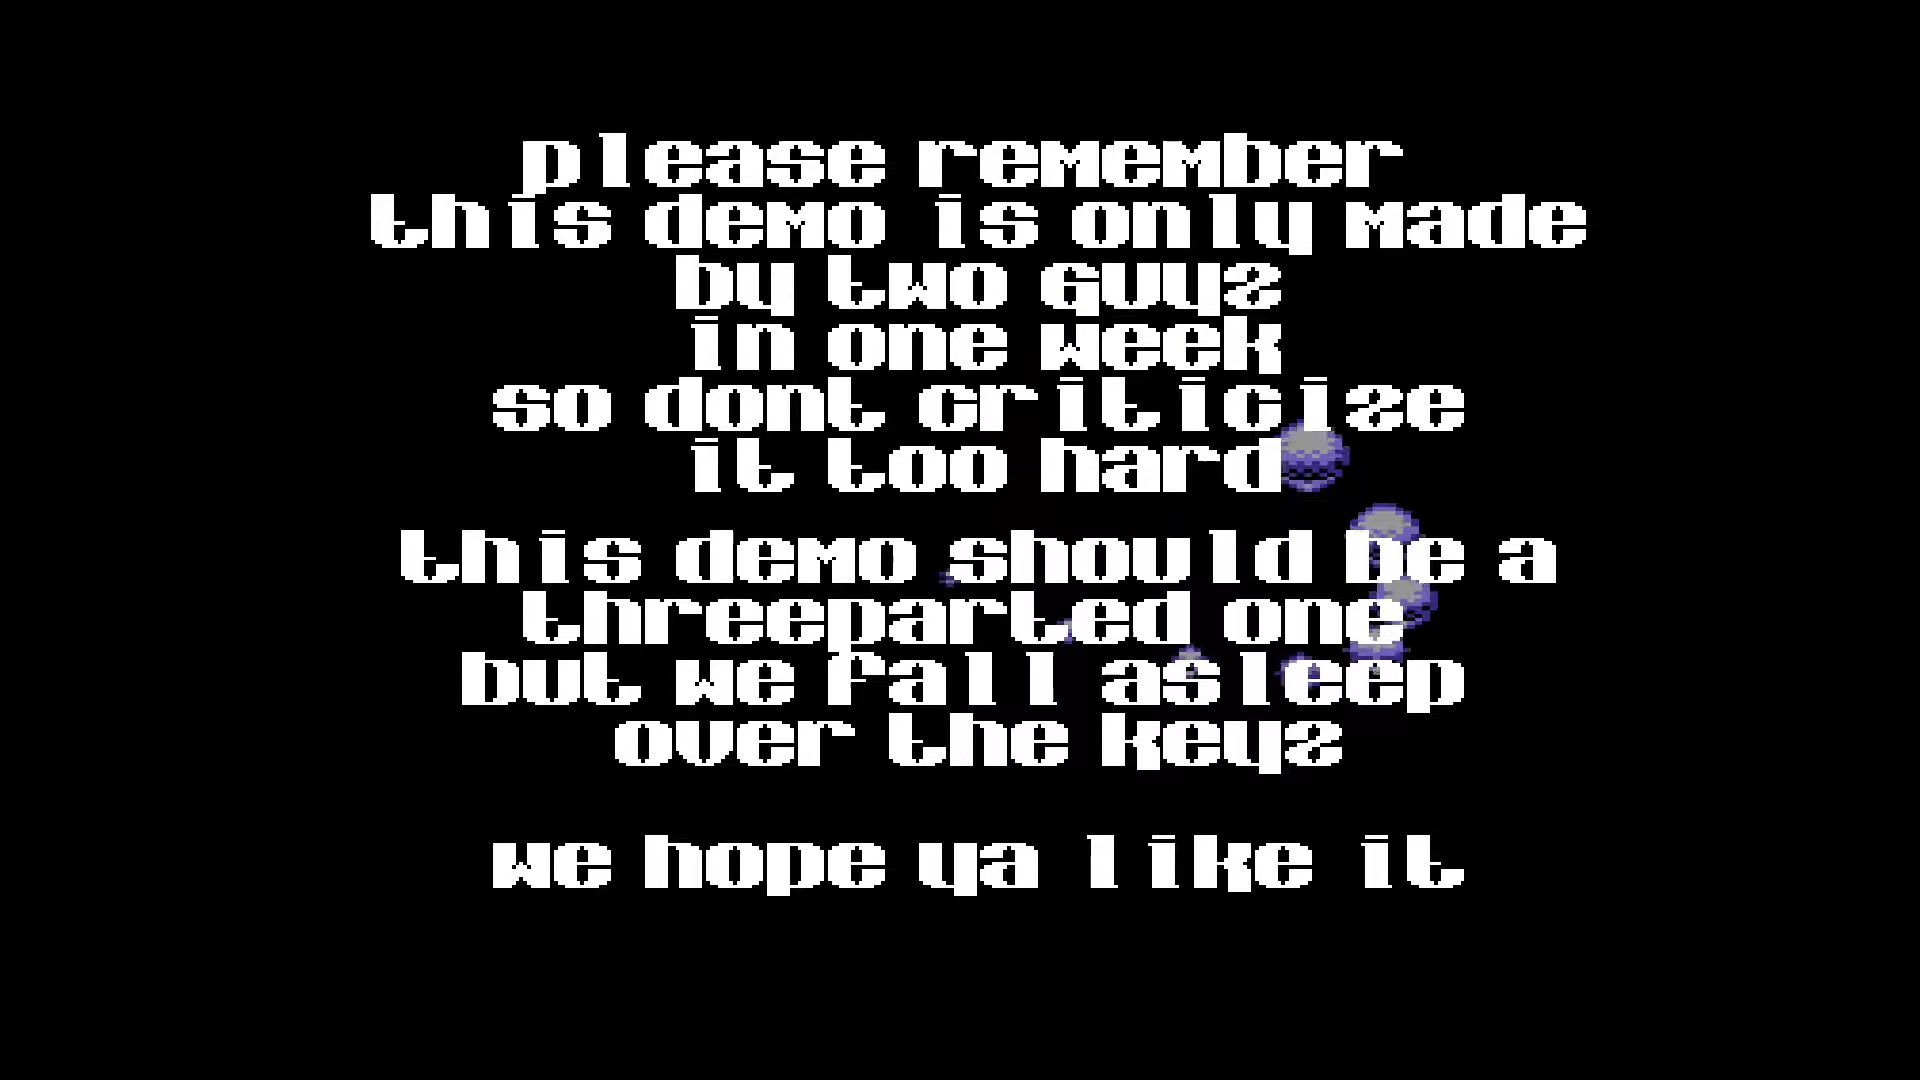 please remember
this demo is only made
by two guyz
in one week
so dont criticize
it too hard
this demo should be a
threeparted one
but we fall asleep
over the keyz
we hope ya like it